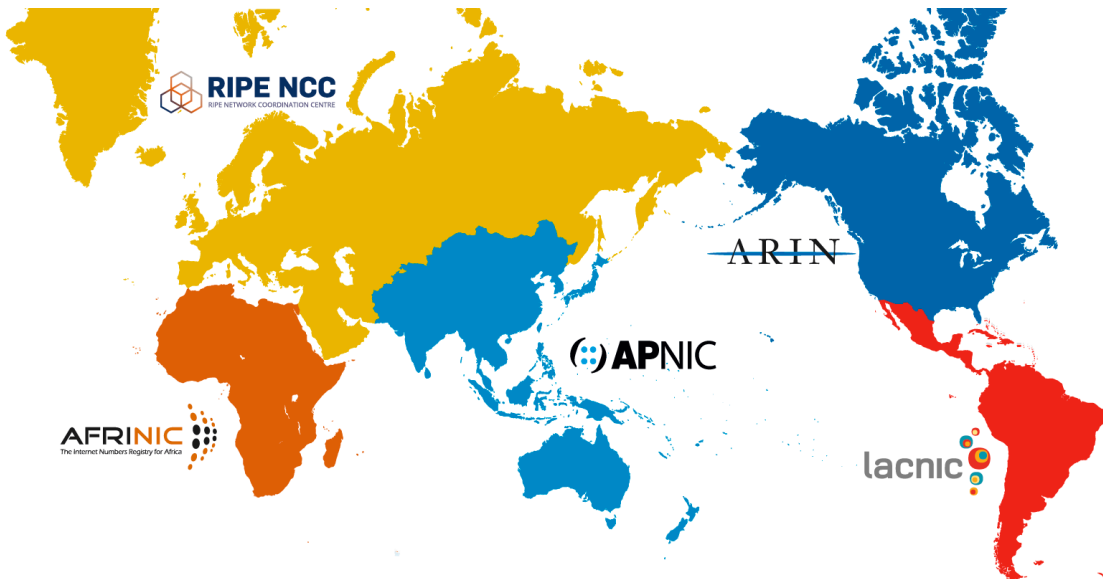 RIPE NCC
RIPE NETWORK COORDINATION CENTRE
ARIN
APNIC
AFRINIC
The Internet Numbers Registry for Africa
lacnic